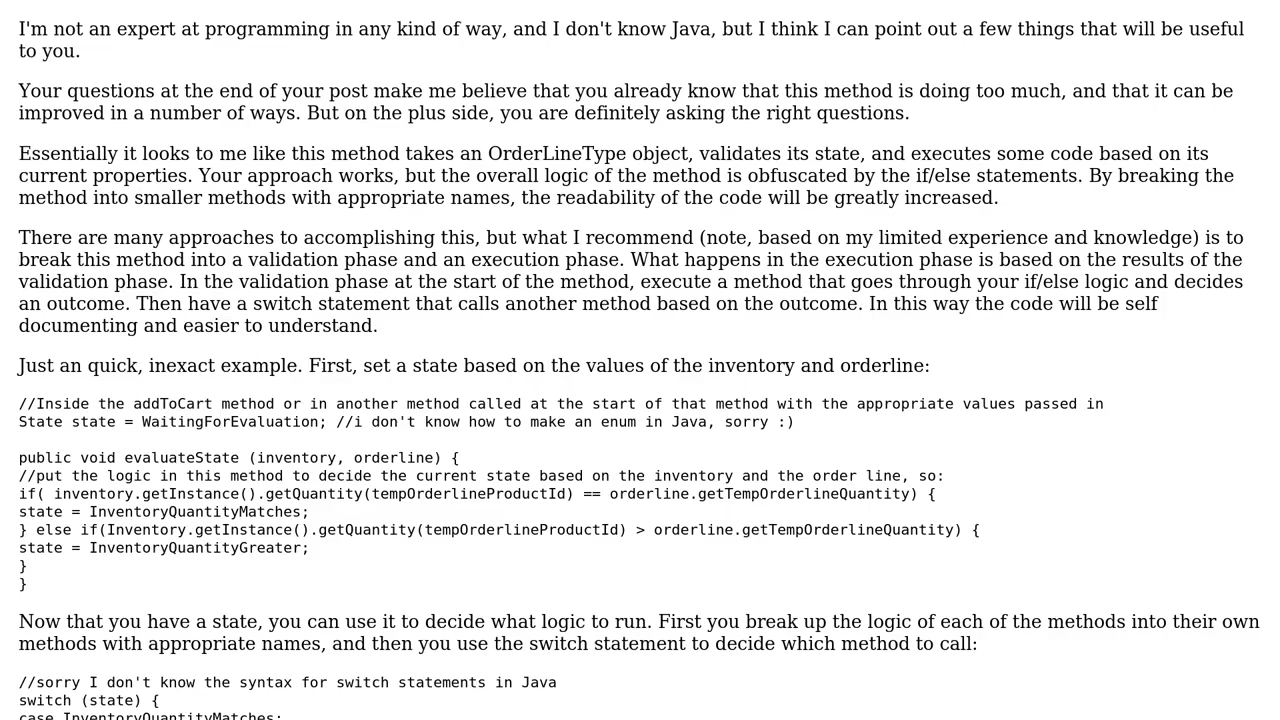 I'm not an expert at programming in any kind of way, and I don't know Java, but I think I can point out a few things that will be useful
to you.
Your questions at the end of your post make me believe that you already know that this method is doing too much, and that it can be
improved in a number of ways. But on the plus side, you are definitely asking the right questions.
Essentially it looks to me like this method takes an OrderLineType object, validates its state, and executes some code based on its
current properties. Your approach works, but the overall logic of the method is obfuscated by the if/else statements. By breaking the
method into smaller methods with appropriate names, the readability of the code will be greatly increased.
There are many approaches to accomplishing this, but what I recommend (note, based on my limited experience and knowledge) is to
break this method into a validation phase and an execution phase. What happens in the execution phase is based on the results of the
validation phase. In the validation phase at the start of the method, execute a method that goes through your if/else logic and decides
an outcome. Then have a switch statement that calls another method based on the outcome. In this way the code will be self
documenting and easier to understand.
Just an quick, inexact example. First, set a state based on the values of the inventory and orderline:
//Inside the addToCart method or in another method called at the start of that method with the appropriate values passed in
State state = WaitingForEvaluation; //i don't know how to make an enum in Java, sorry :)
public void evaluateState (inventory, orderline) {
//put the logic in this method to decide the current state based on the inventory and the order line, so:
if( inventory.getInstance().getQuantity(tempOrderlineProductId) == orderline.getTempOrderlineQuantity) {
state = InventoryQuantityMatches;
} else if(Inventory.getInstance().getQuantity(tempOrderlineProductId) > orderline.getTempOrderlineQuantity) {
state = InventoryQuantityGreater;
}
}
Now that you have a state, you can use it to decide what logic to run. First you break up the logic of each of the methods into their own
methods with appropriate names, and then you use the switch statement to decide which method to call:
//sorry I don't know the syntax for switch statements in Java
switch (state) {
case InventoryQuantityMatches: